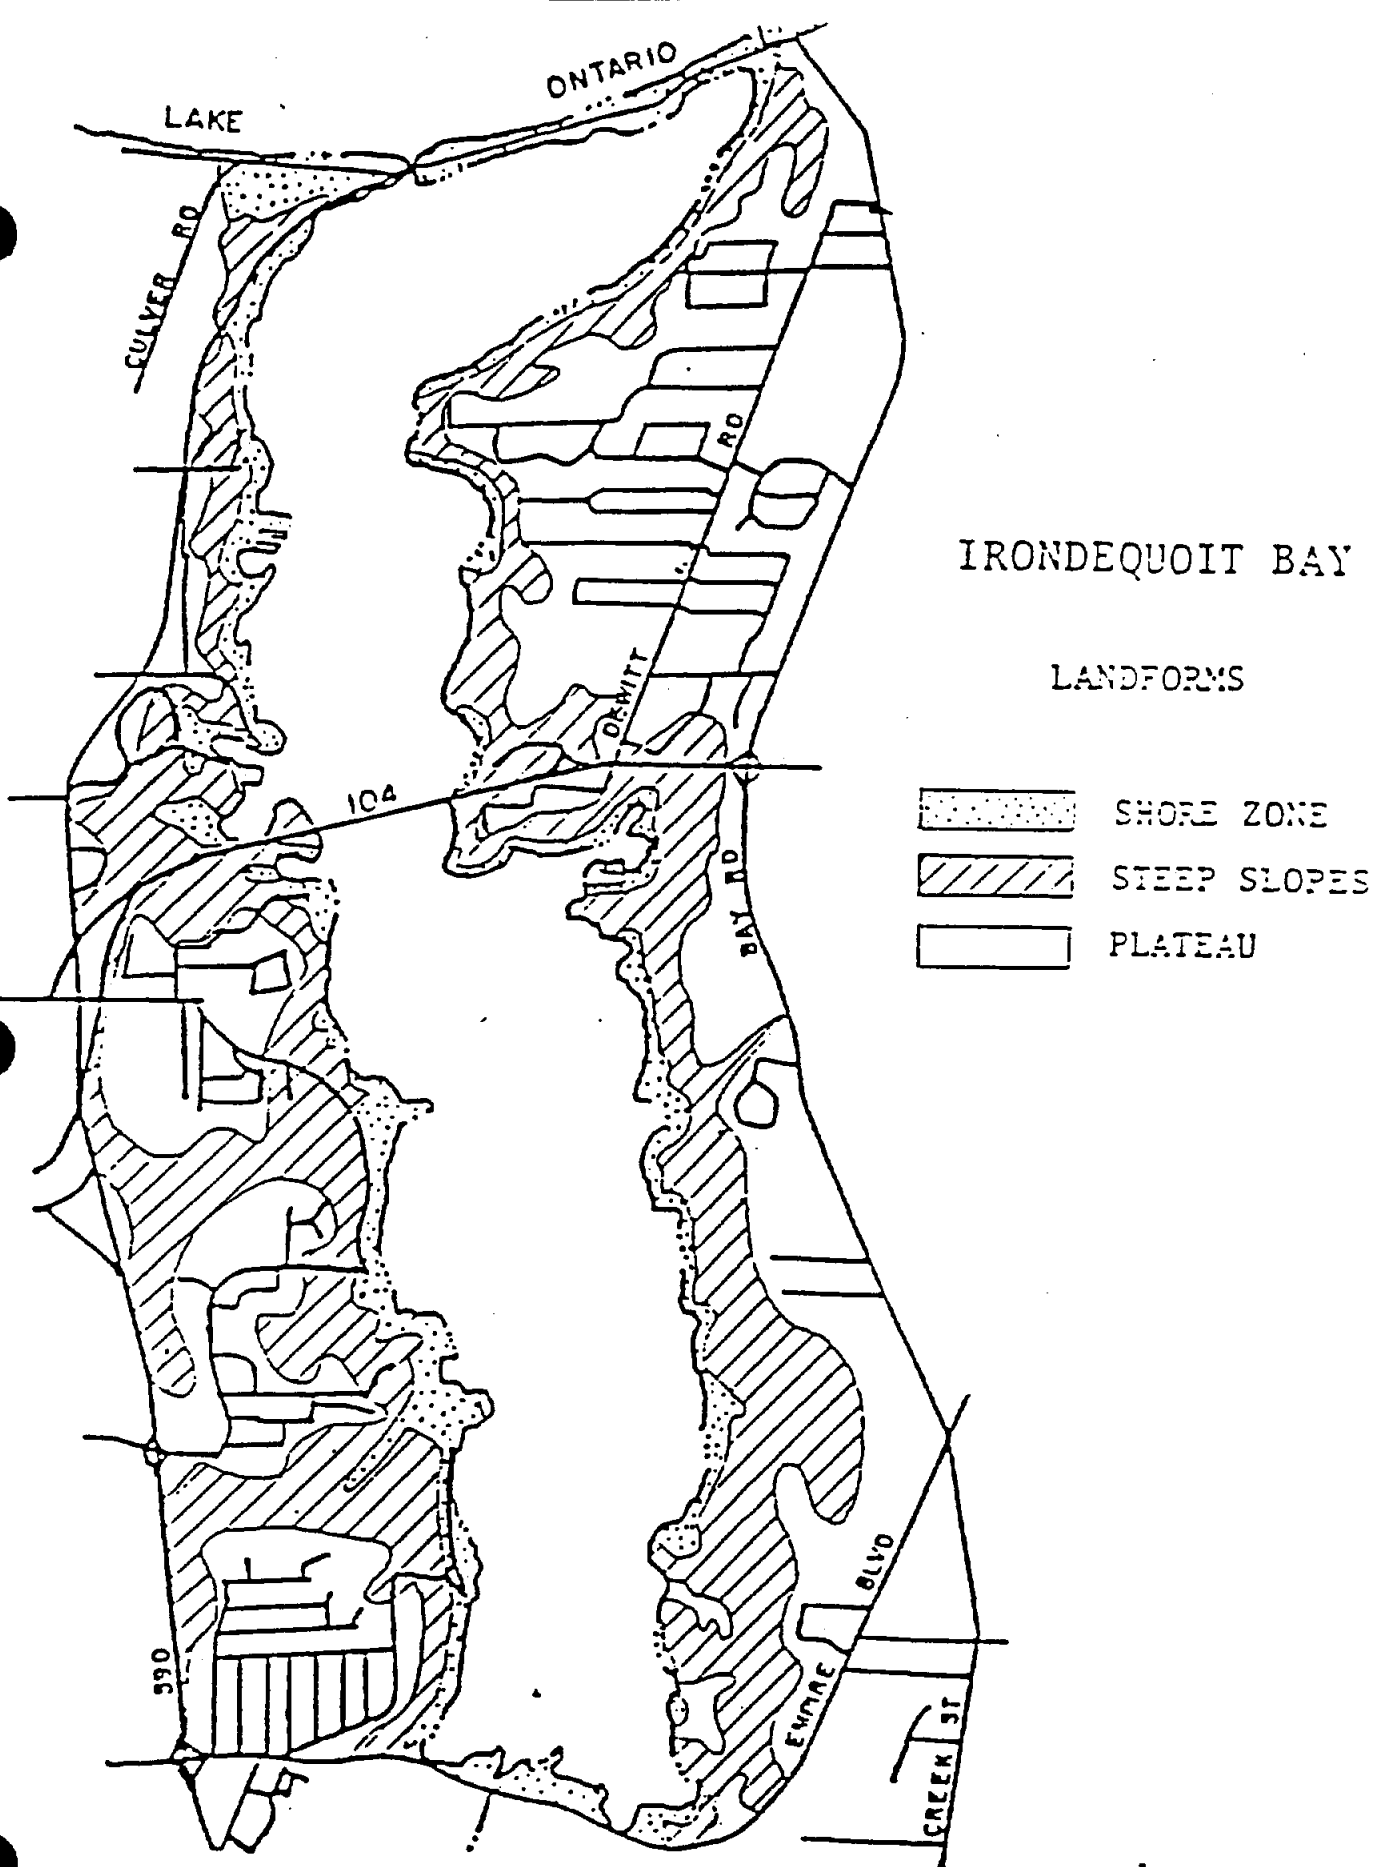 ONTARIO
LAKE
CULVER RD
RD
IRONDEQUOIT BAY
LANDFORMS
DEWITT
104
SHORE ZONE
STEEP SLOPES
PLATEAU
BAY RD
BLVD
EMPIRE
590
CREEK ST